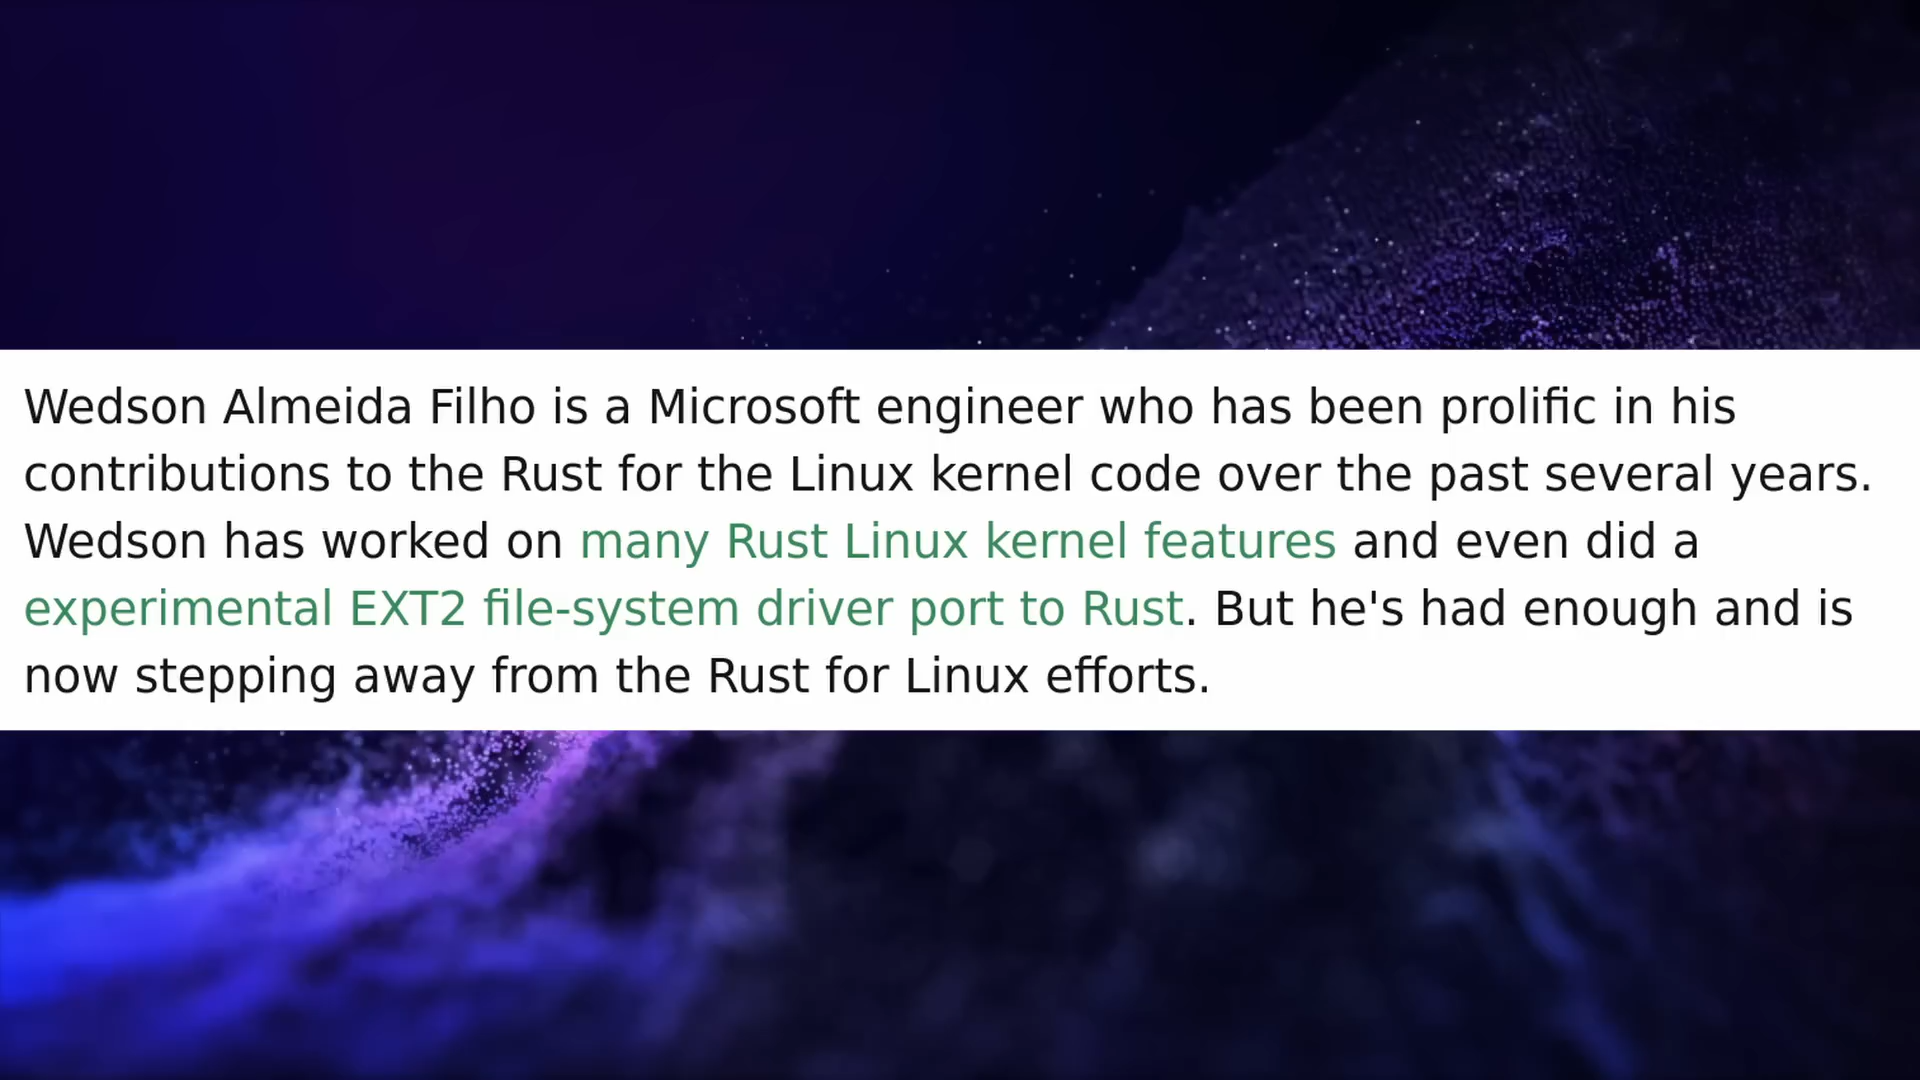 Wedson Almeida Filho is a Microsoft engineer who has been prolific in his
contributions to the Rust for the Linux kernel code over the past several years.
Wedson has worked on many Rust Linux kernel features and even did a
experimental EXT2 file-system driver port to Rust. But he's had enough and is
now stepping away from the Rust for Linux efforts.